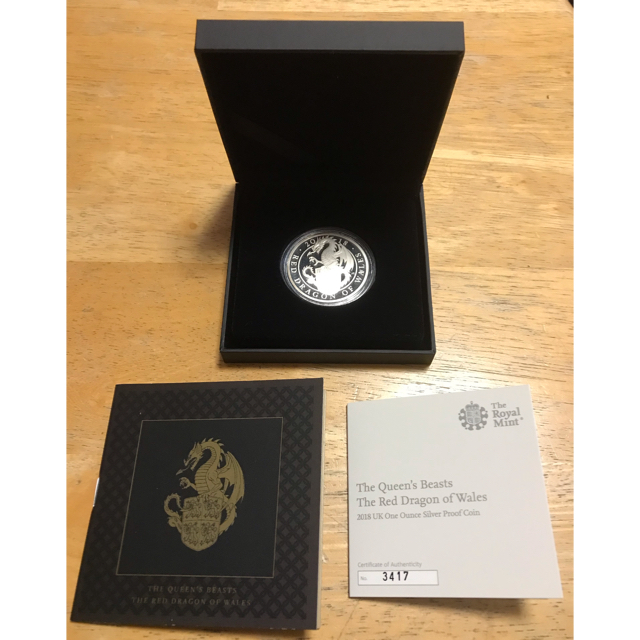 2018
RED DRAGON OF WALES
THE QUEEN'S BEASTS
THE RED DRAGON OF WALES
The
Royal
Mint®
The Queen's Beasts
The Red Dragon of Wales
2018 UK One Ounce Silver Proof Coin
Certificate of Authenticity
No. 3417